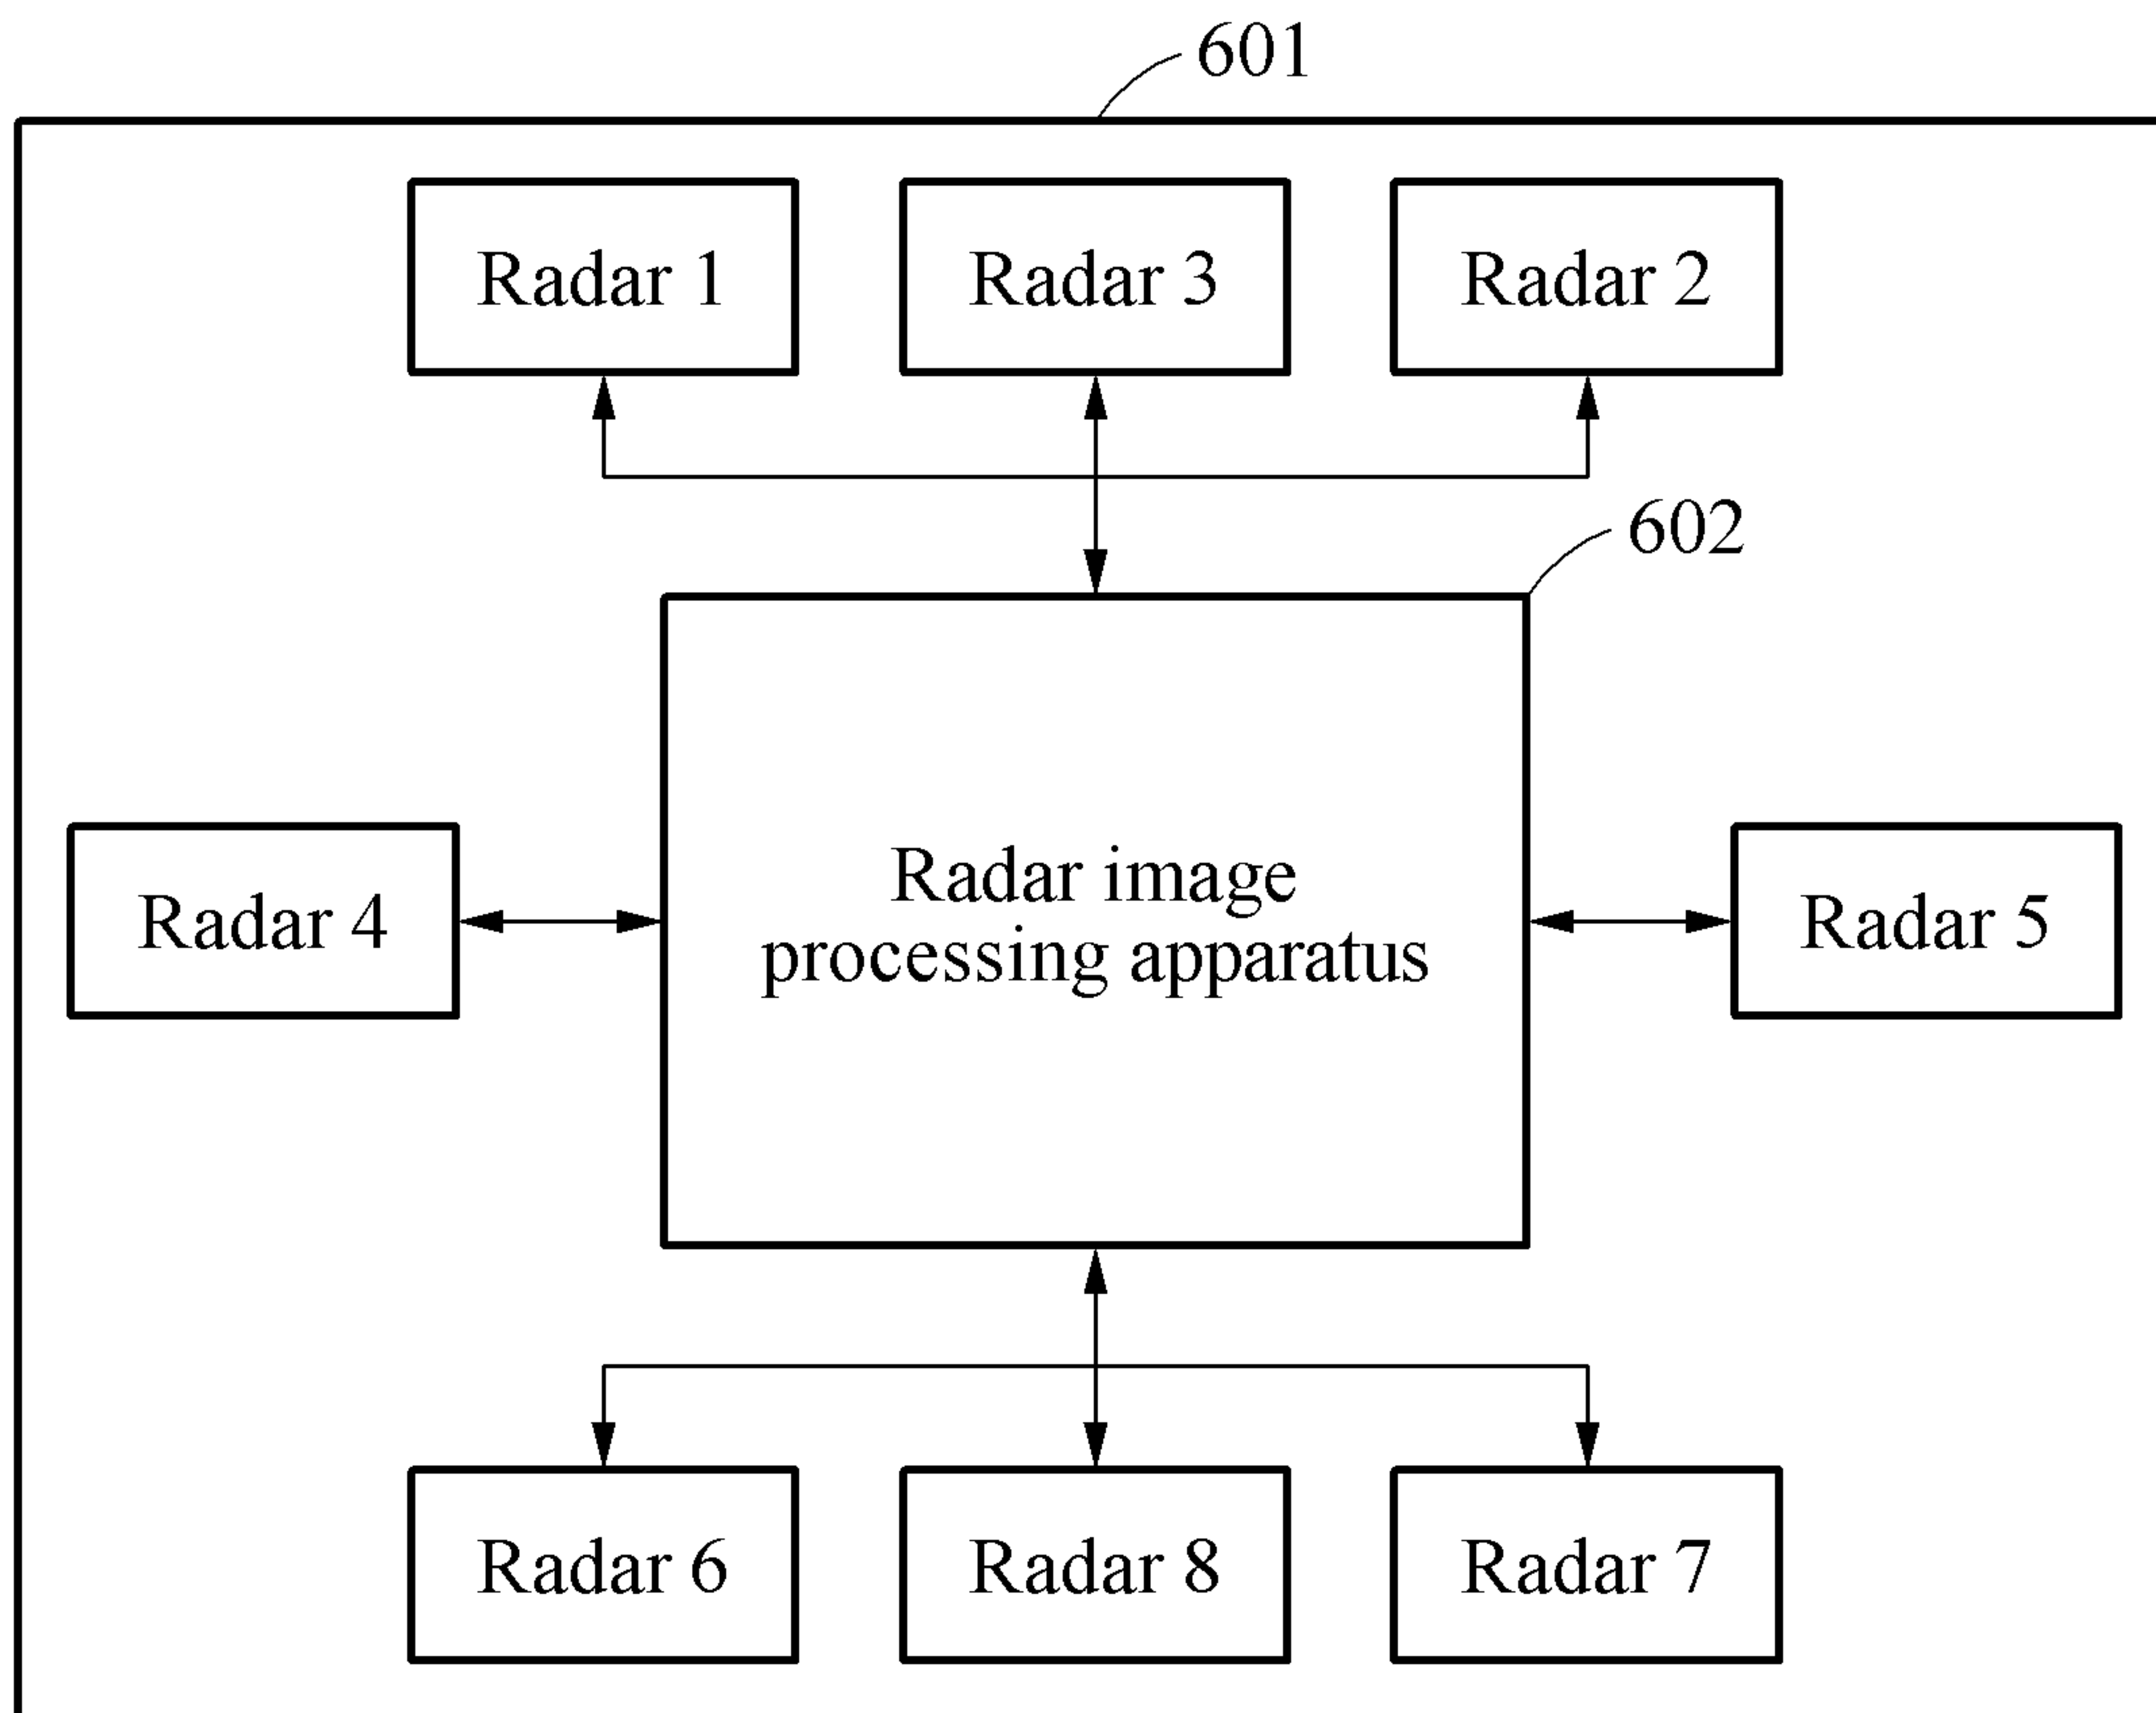 601
Radar 1
Radar 3
Radar 2
602
Radar 4
Radar image
processing apparatus
Radar 5
Radar 6
Radar 8
Radar 7